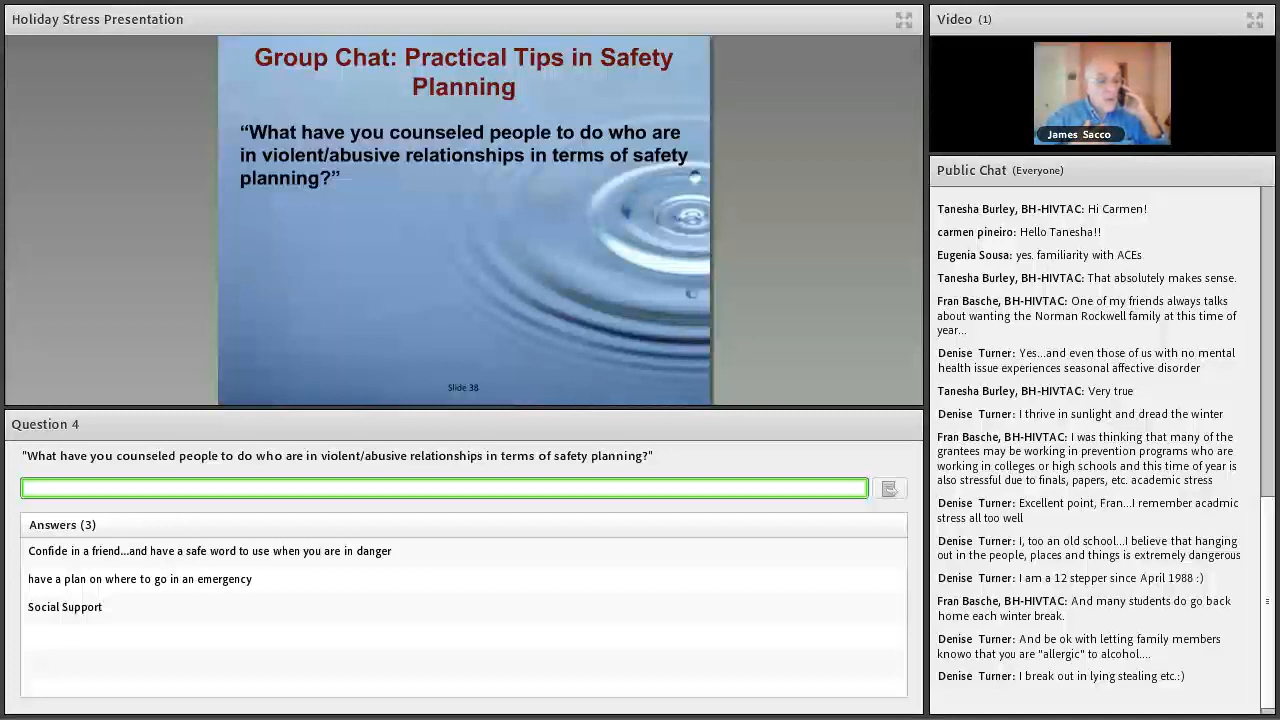 Holiday Stress Presentation
Group Chat: Practical Tips in Safety
Planning
“What have you counseled people to do who are
in violent/abusive relationships in terms of safety
planning?”
Slide 38
Question 4
"What have you counseled people to do who are in violent/abusive relationships in terms of safety planning?"
Answers (3)
Confide in a friend...and have a safe word to use when you are in danger
have a plan on where to go in an emergency
Social Support
Video (1)
James Sacco
Public Chat (Everyone)
Tanesha Burley, BH-HIVTAC: Hi Carmen!
carmen pineiro: Hello Tanesha!!
Eugenia Sousa: yes. familiarity with ACEs
Tanesha Burley, BH-HIVTAC: That absolutely makes sense.
Fran Basche, BH-HIVTAC: One of my friends always talks
about wanting the Norman Rockwell family at this time of
year...
Denise Turner: Yes...and even those of us with no mental
health issue experiences seasonal affective disorder
Tanesha Burley, BH-HIVTAC: Very true
Denise Turner: I thrive in sunlight and dread the winter
Fran Basche, BH-HIVTAC: I was thinking that many of the
grantees may be working in prevention programs who are
working in colleges or high schools and this time of year is
also stressful due to finals, papers, etc. academic stress
Denise Turner: Excellent point, Fran...I remember acadmic
stress all too well
Denise Turner: I, too an old school...I believe that hanging
out in the people, places and things is extremely dangerous
Denise Turner: I am a 12 stepper since April 1988 :)
Fran Basche, BH-HIVTAC: And many students do go back
home each winter break.
Denise Turner: And be ok with letting family members
knowo that you are "allergic" to alcohol....
Denise Turner: I break out in lying stealing etc.:)